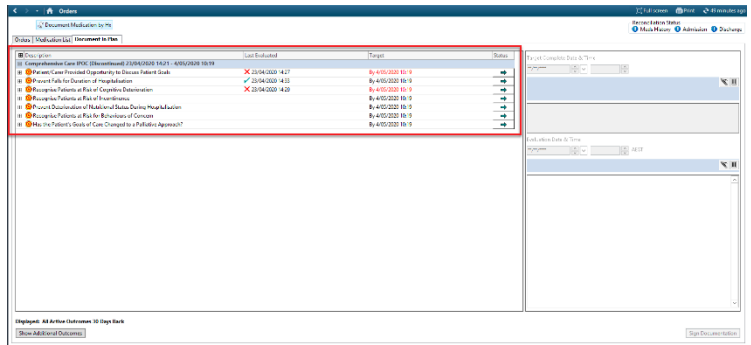 Orders
Full screen Print 49 minutes ago
Document Medication by Hx
Reconciliation Status
Meds History Admission Discharge
Orders Medication List Document In Plan
Description Last Evaluated Target Status
Comprehensive Care IPOC (Discontinued) 23/04/2020 14:21 - 4/05/2020 10:19
Patient/Carer Provided Opportunity to Discuss Patient Goals 23/04/2020 14:27 By 4/05/2020 10:19
Prevent Falls for Duration of Hospitalisation 23/04/2020 14:55 By 4/05/2020 10:19
Recognise Patients at Risk of Cognitive Deterioration 23/04/2020 14:28 By 4/05/2020 10:19
Recognise Patients at Risk of Incontinence By 4/05/2020 10:19
Prevent Deterioration of Nutritional Status During Hospitalisation By 4/05/2020 10:19
Recognise Patients at Risk for Behaviours of Concern By 4/05/2020 10:19
Has the Patient's Goals of Care Changed to a Palliative Approach? By 4/05/2020 10:19
Target Complete Date & Time
Evaluation Date & Time
AEST
Displayed: All Active Outcomes 30 Days Back
Show Additional Outcomes
Sign Documentation